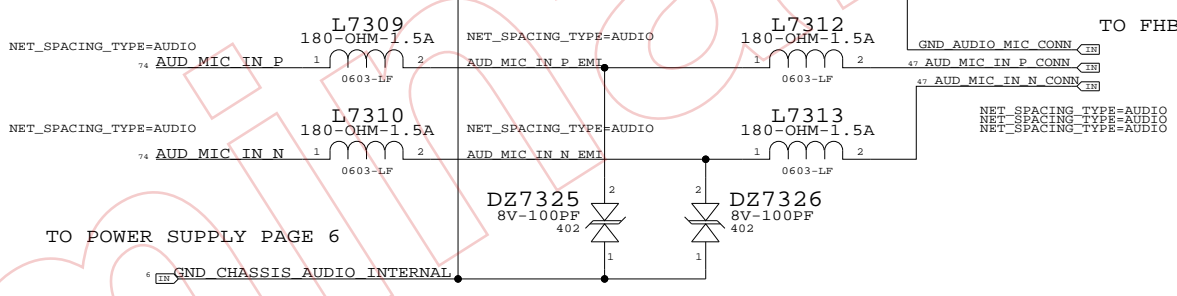 L7309
180-OHM-1.5A
NET_SPACING_TYPE=AUDIO
74 AUD_MIC_IN_P 1 2
0603-LF
NET_SPACING_TYPE=AUDIO
AUD_MIC_IN_P_EMI
L7312
180-OHM-1.5A
1 2
0603-LF
TO FHB
GND_AUDIO_MIC_CONN IN
47 AUD_MIC_IN_P_CONN IN
47 AUD_MIC_IN_N_CONN IN
NET_SPACING_TYPE=AUDIO
NET_SPACING_TYPE=AUDIO
NET_SPACING_TYPE=AUDIO
L7310
180-OHM-1.5A
NET_SPACING_TYPE=AUDIO
74 AUD_MIC_IN_N 1 2
0603-LF
NET_SPACING_TYPE=AUDIO
AUD_MIC_IN_N_EMI
L7313
180-OHM-1.5A
1 2
0603-LF
2
DZ7325
8V-100PF
402
1
2
DZ7326
8V-100PF
402
1
TO POWER SUPPLY PAGE 6
6 IN GND_CHASSIS_AUDIO_INTERNAL